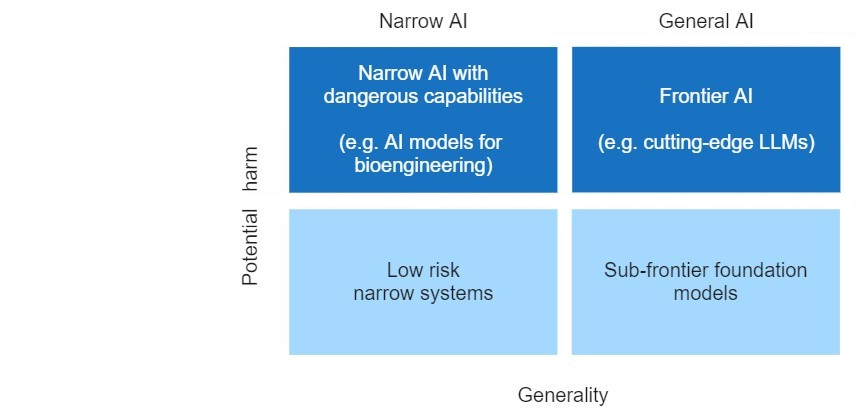 Narrow AI
General AI
Narrow AI with
dangerous capabilities
(e.g. AI models for
bioengineering)
Frontier AI
(e.g. cutting-edge LLMs)
Potential harm
Low risk
narrow systems
Sub-frontier foundation
models
Generality